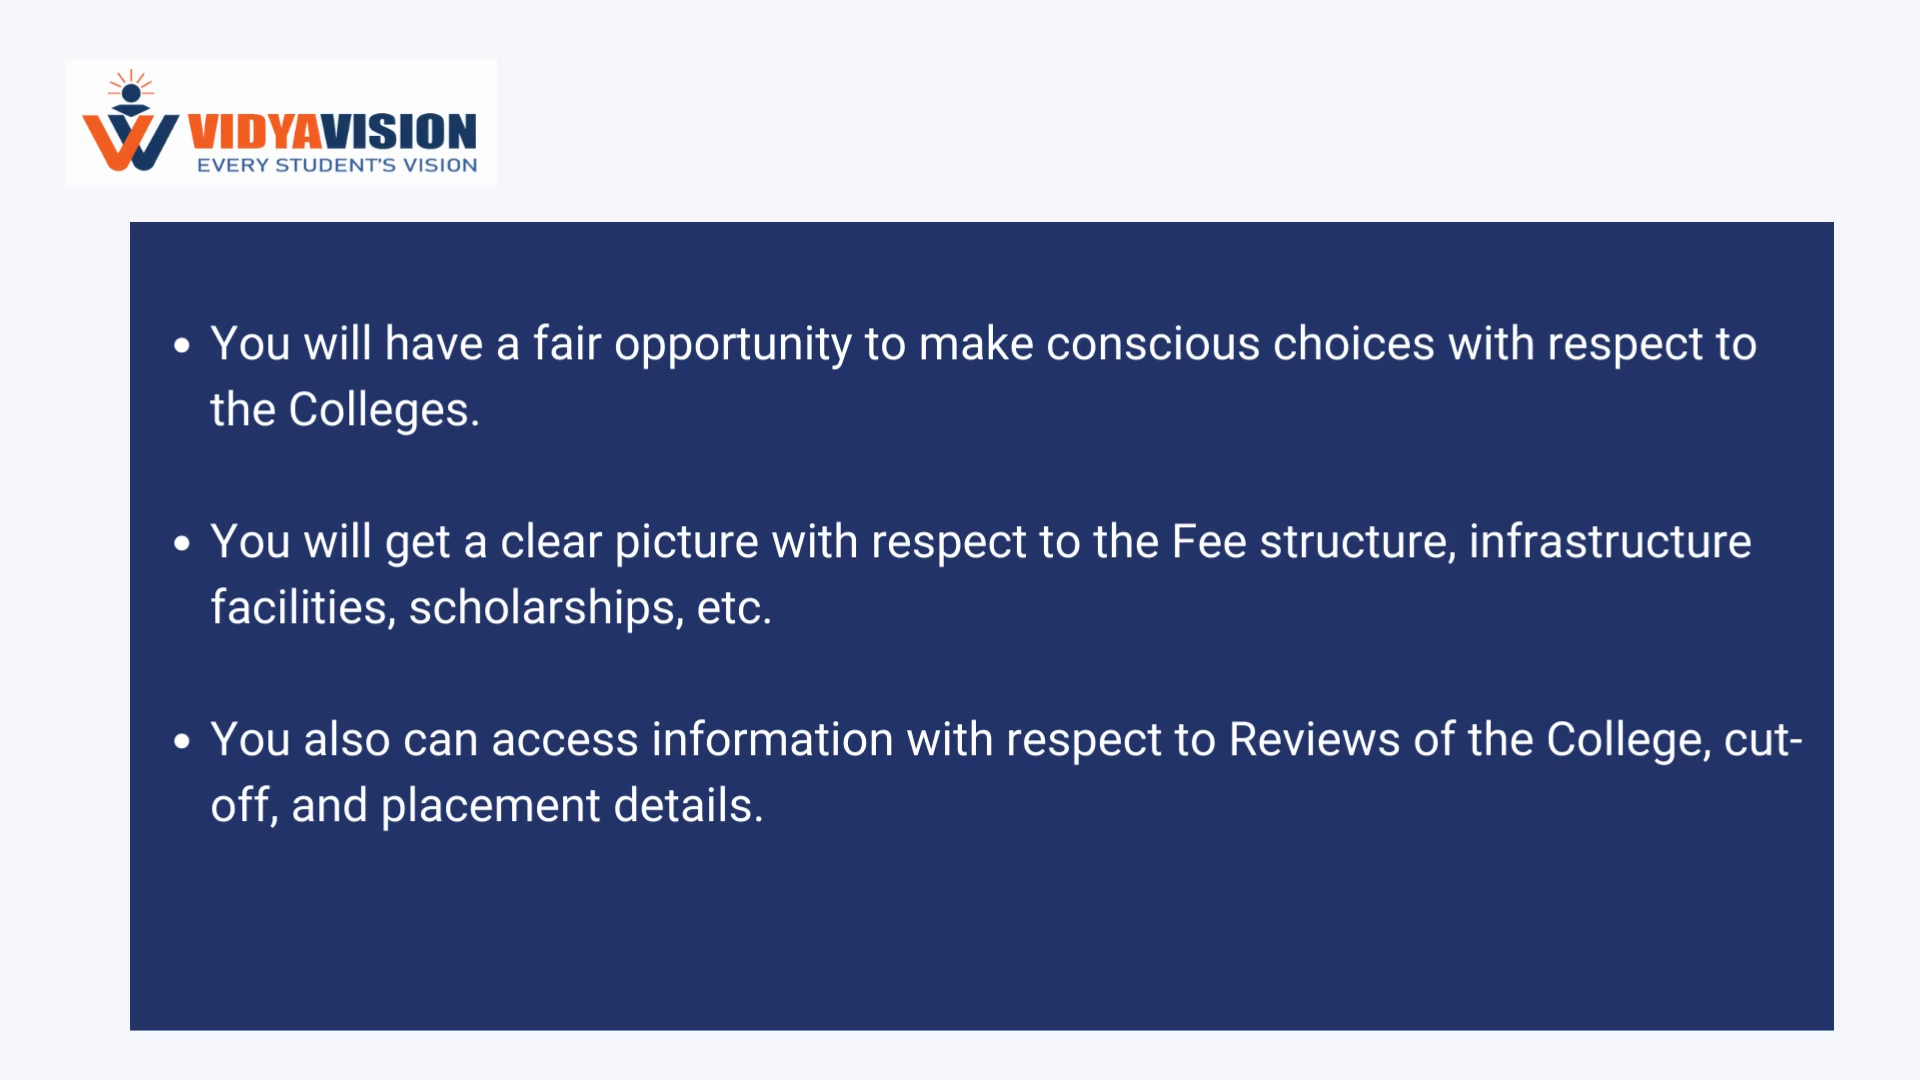 VIDYAVISION
EVERY STUDENT'S VISION
• You will have a fair opportunity to make conscious choices with respect to
the Colleges.
• You will get a clear picture with respect to the Fee structure, infrastructure
facilities, scholarships, etc.
• You also can access information with respect to Reviews of the College, cut-
off, and placement details.